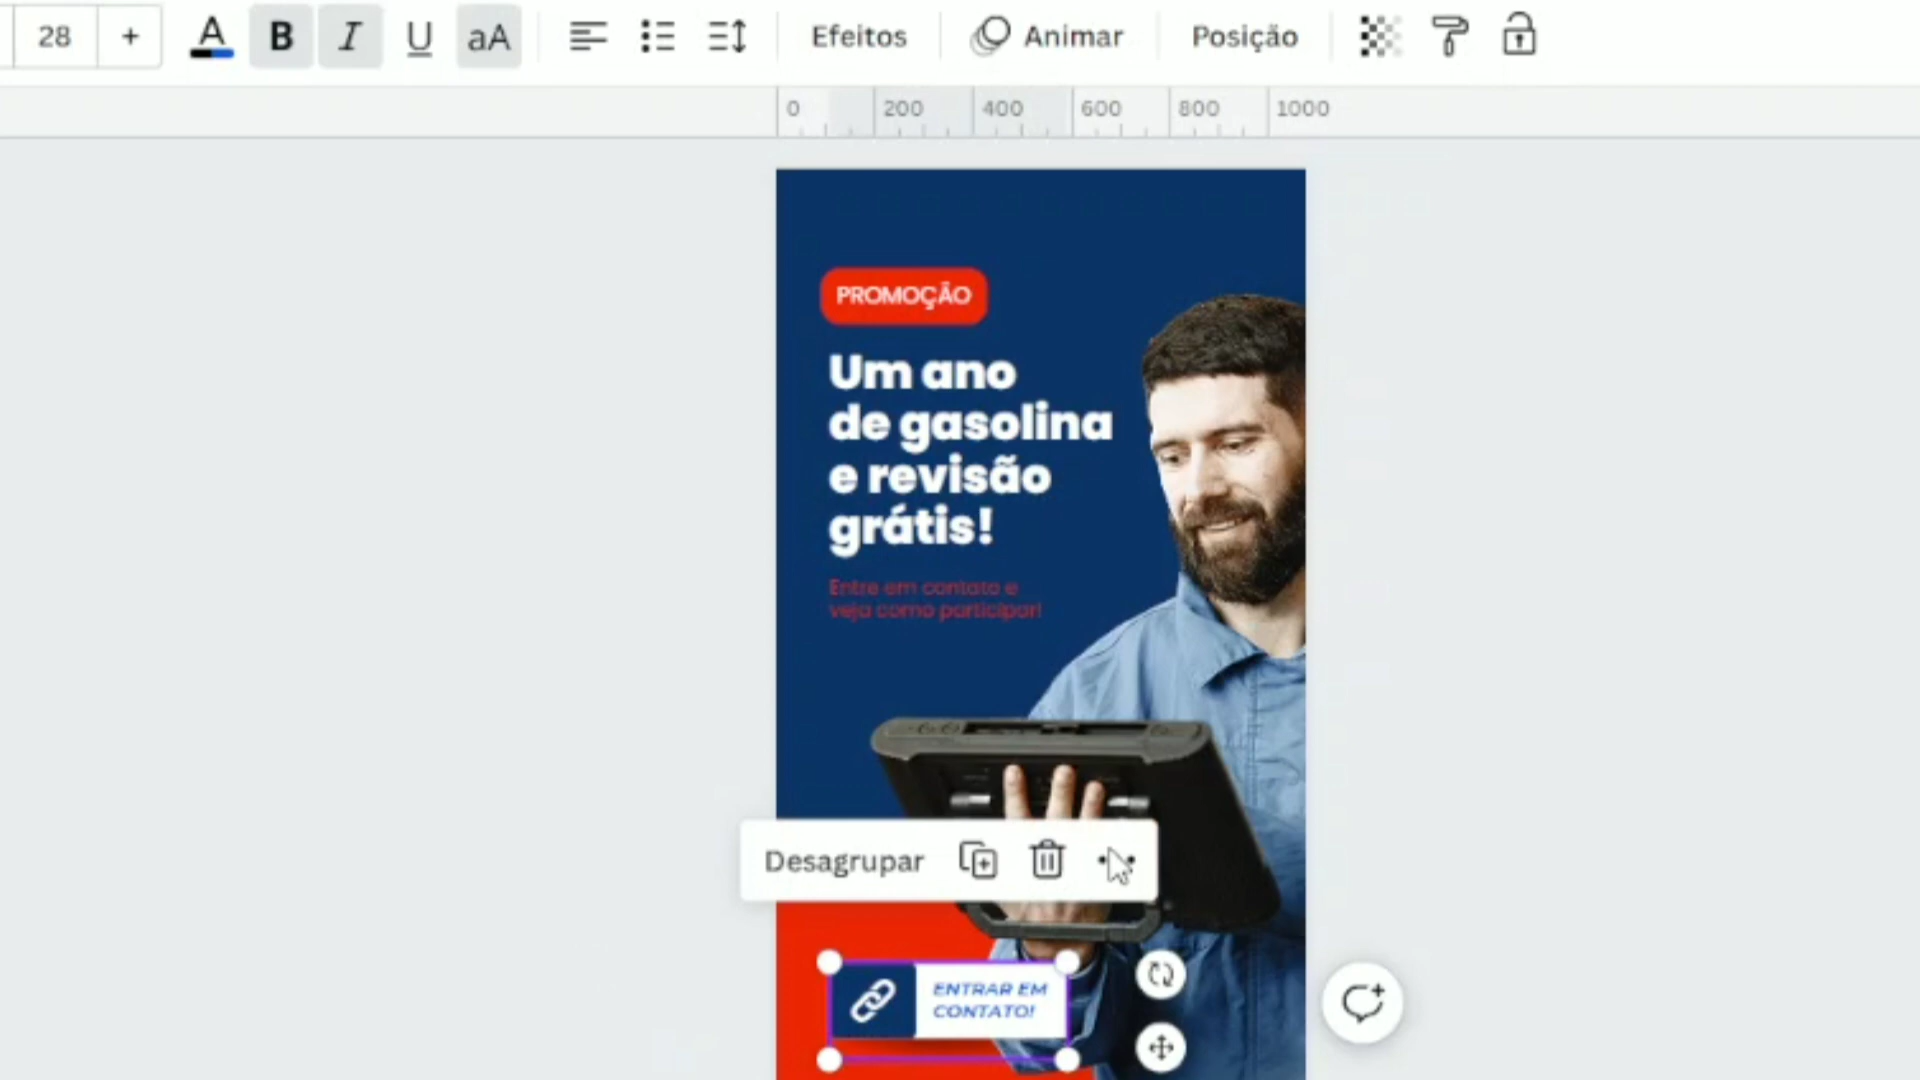 28 + A B I U aA Efeitos Animar Posição
0 200 400 600 800 1000
PROMOÇÃO
Um ano
de gasolina
e revisão
grátis!
Entre em contato e
veja como participar!
Desagrupar
ENTRAR EM
CONTATO!